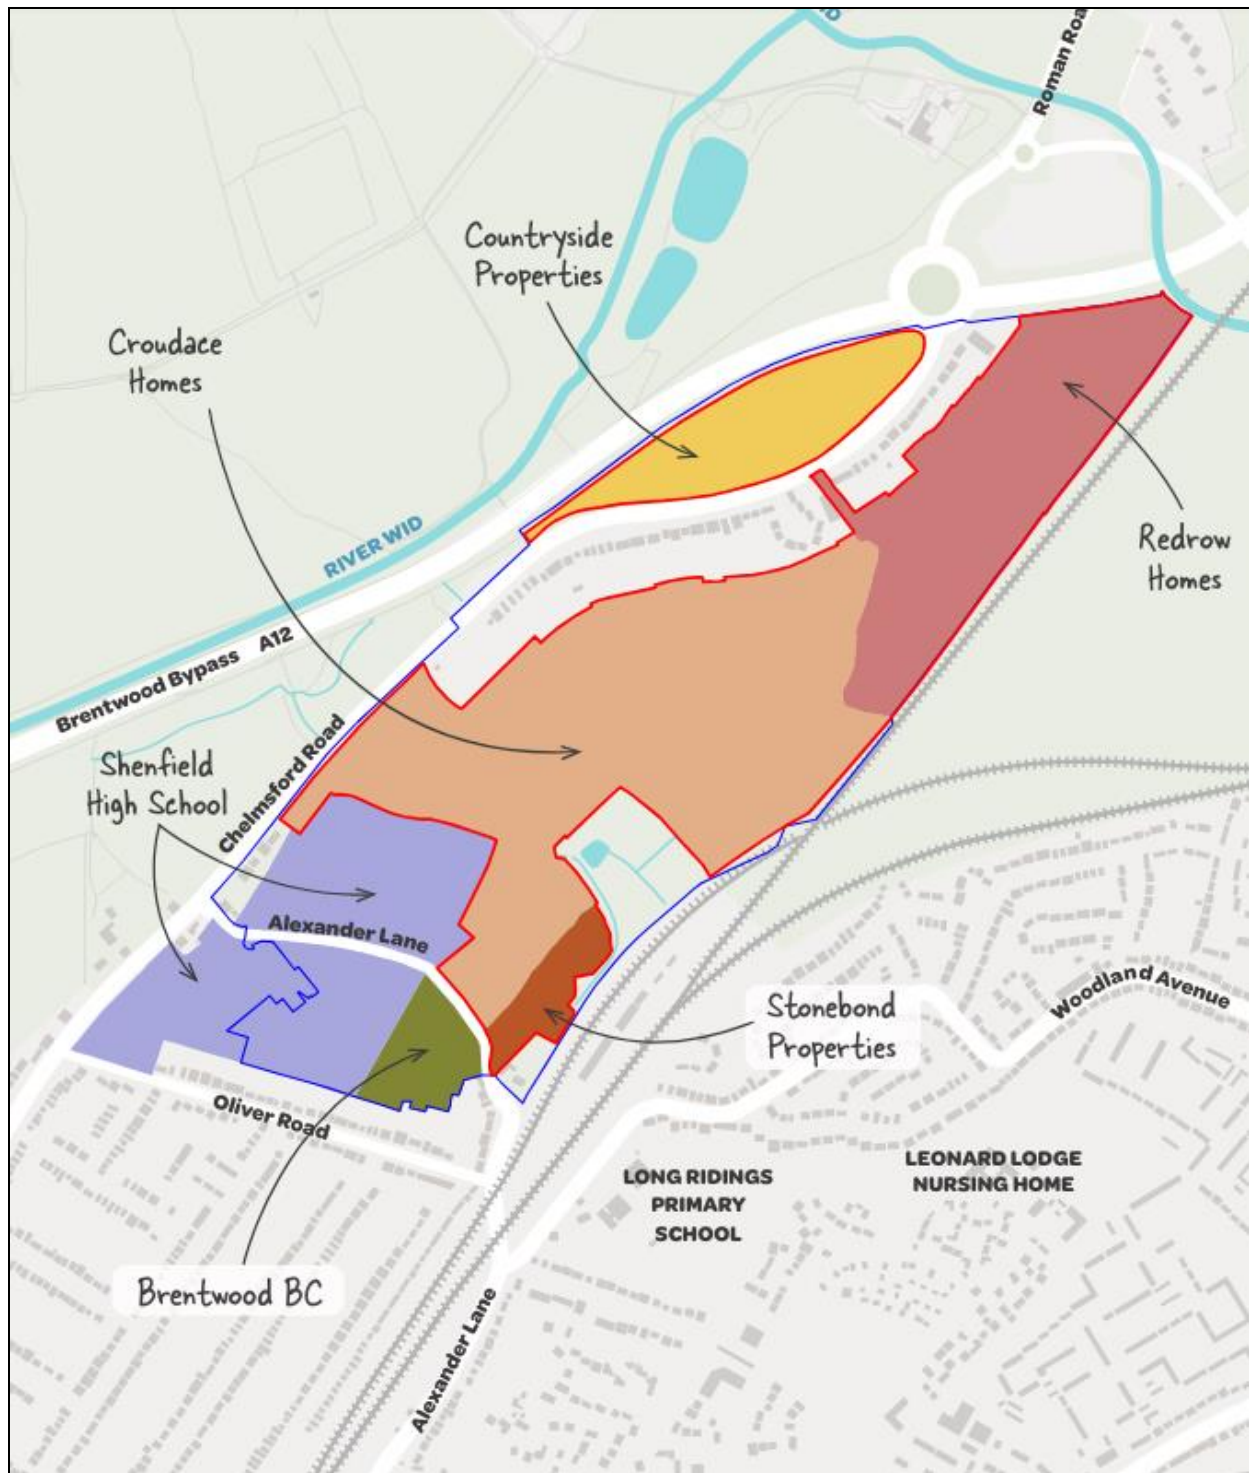 Roman Roa
Countryside
Properties
Croudace
Homes
Redrow
Homes
RIVER WID
Brentwood Bypass A12
Chelmsford Road
Shenfield
High School
Alexander Lane
Woodland Avenue
Stonebond
Properties
Oliver Road
LONG RIDINGS
PRIMARY
SCHOOL
LEONARD LODGE
NURSING HOME
Brentwood BC
Alexander Lane